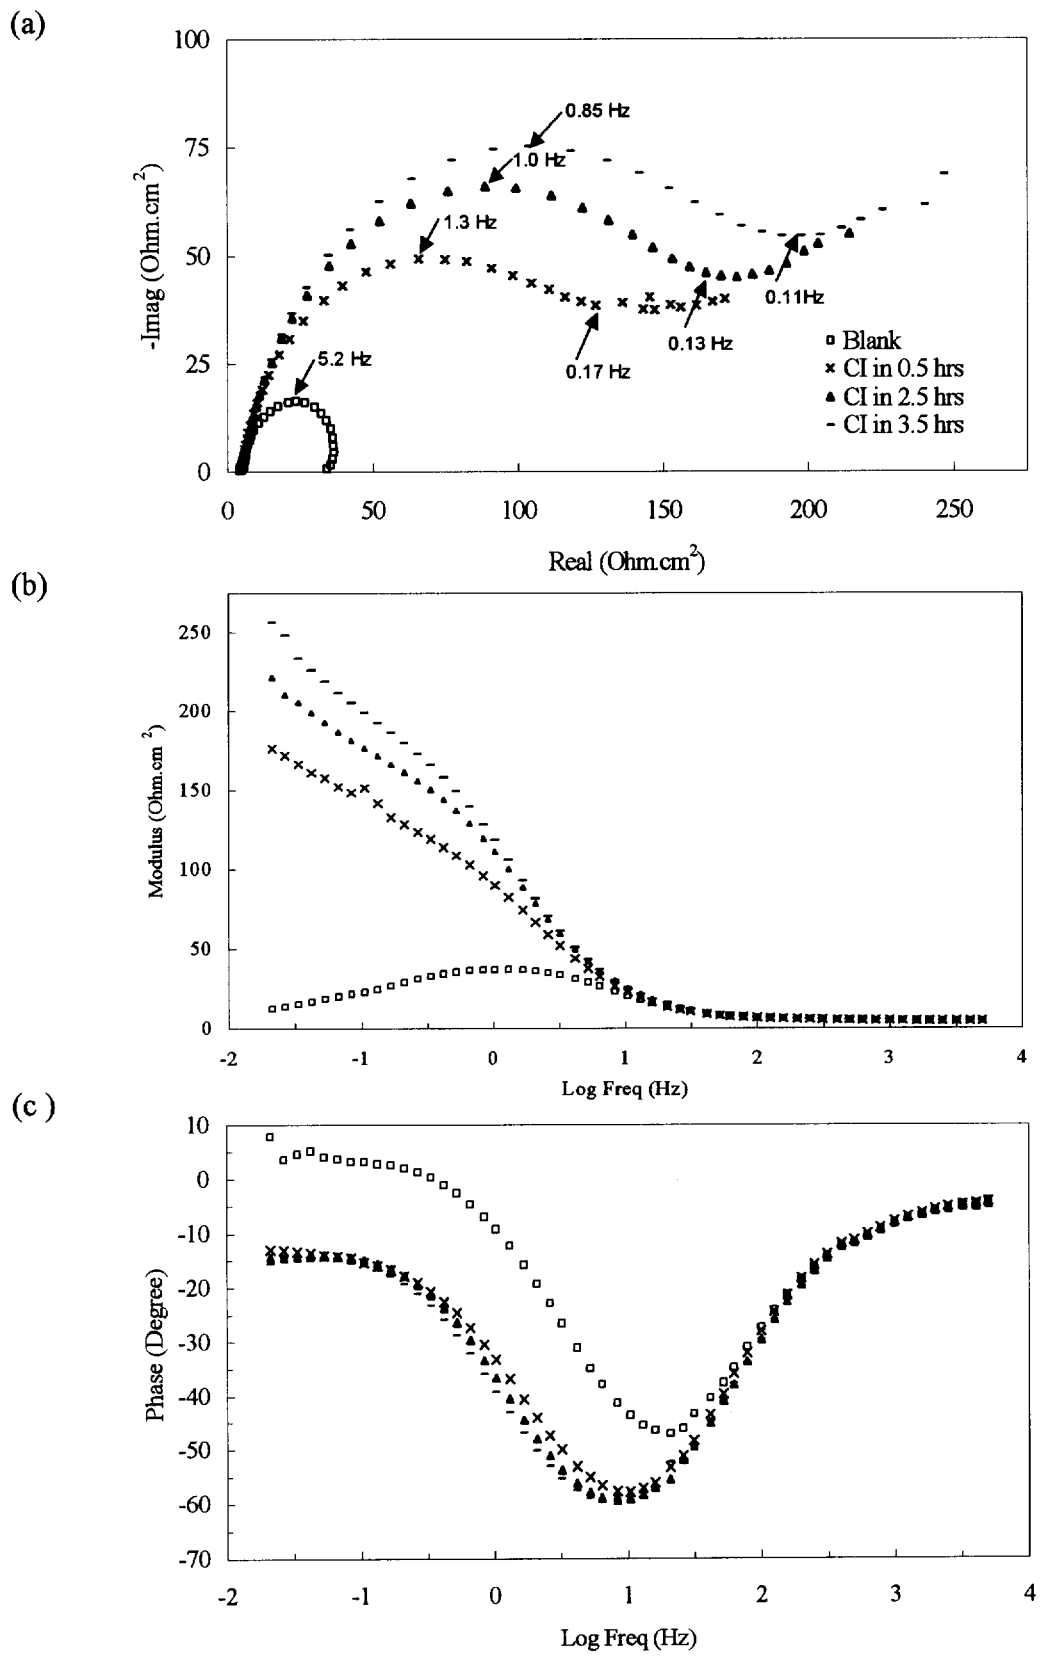 (a)
100
75
50
25
0
-Imag (Ohm.cm²)
0.85 Hz
1.0 Hz
1.3 Hz
5.2 Hz
0.17 Hz
0.13 Hz
0.11Hz
Blank
CI in 0.5 hrs
CI in 2.5 hrs
CI in 3.5 hrs
0 50 100 150 200 250
Real (Ohm.cm²)
(b)
250
200
150
100
50
0
Modulus (Ohm.cm ²)
-2 -1 0 1 2 3 4
Log Freq (Hz)
(c )
10
0
-10
-20
-30
-40
-50
-60
-70
Phase (Degree)
-2 -1 0 1 2 3 4
Log Freq (Hz)